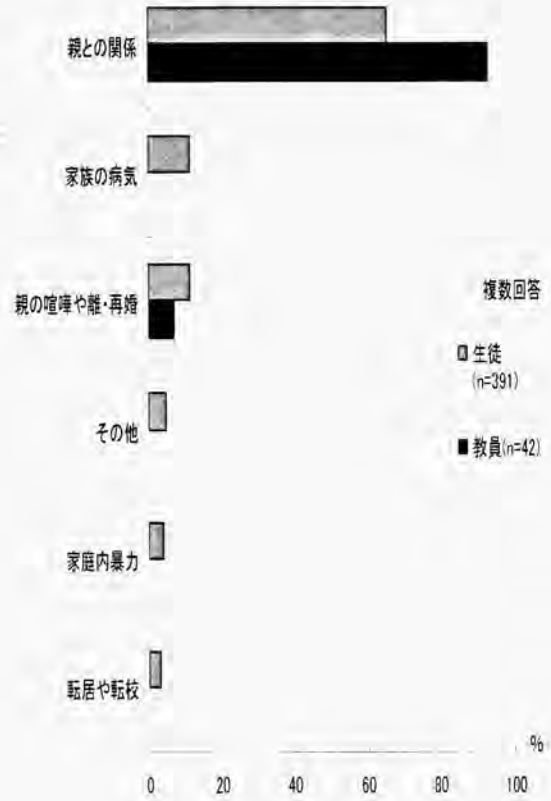 親との関係
家族の病気
親の喧嘩や離・再婚
複数回答
生徒
(n=391)
その他
教員(n=42)
家庭内暴力
転居や転校
%
0 20 40 60 80 100